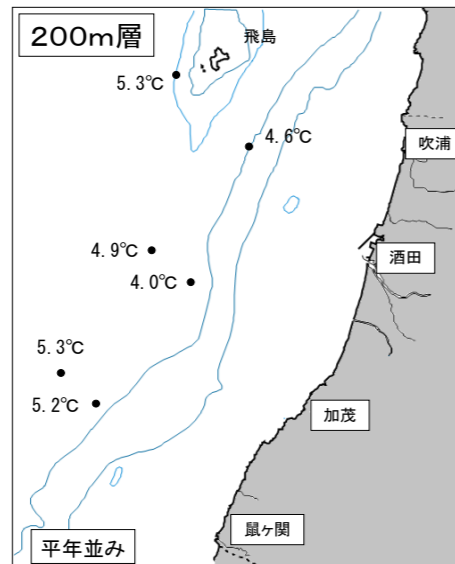 200m層
飛島
5.3℃
4.6℃
吹浦
4.9℃
酒田
4.0℃
5.3℃
5.2℃
加茂
鼠ヶ関
平年並み